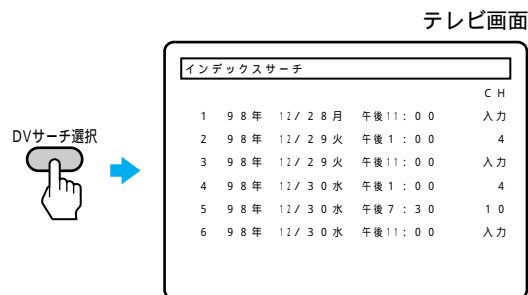 テレビ画面
インデックスサーチ
CH
1 98年 12/28月 午後11:00 入力
2 98年 12/29火 午後1:00 4
3 98年 12/29火 午後11:00 入力
4 98年 12/30水 午後1:00 4
5 98年 12/30水 午後7:30 10
6 98年 12/30水 午後11:00 入力
DVサーチ選択